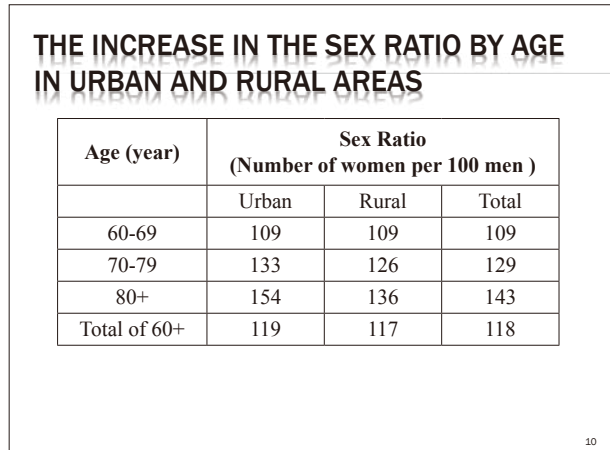 THE INCREASE IN THE SEX RATIO BY AGE
IN URBAN AND RURAL AREAS
Age (year) Sex Ratio
(Number of women per 100 men )
Urban Rural Total
60-69 109 109 109
70-79 133 126 129
80+ 154 136 143
Total of 60+ 119 117 118
10